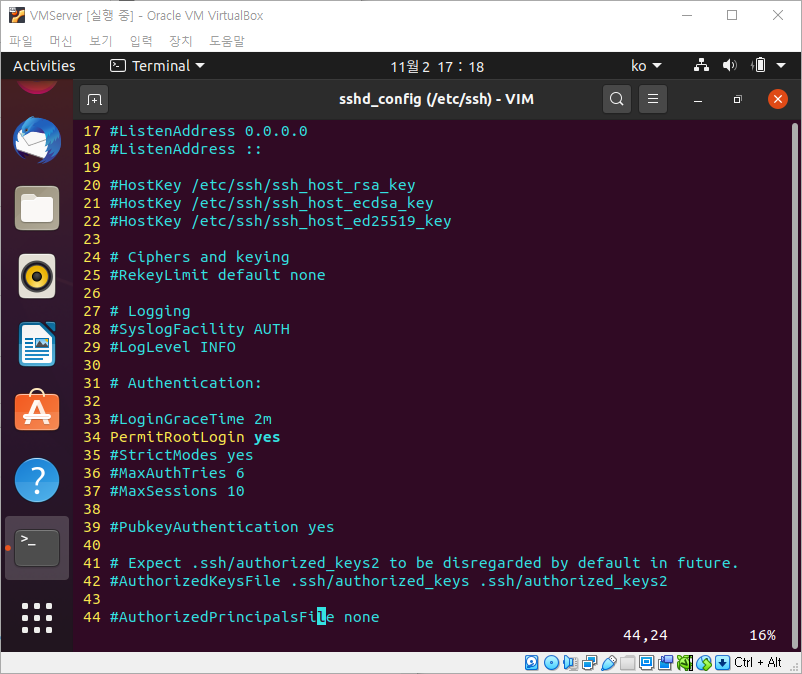 VMServer [실행 중] - Oracle VM VirtualBox
파일 머신 보기 입력 장치 도움말
Activities Terminal 11월 2 17 : 18 ko
sshd_config (/etc/ssh) - VIM
17 #ListenAddress 0.0.0.0
18 #ListenAddress ::
19
20 #HostKey /etc/ssh/ssh_host_rsa_key
21 #HostKey /etc/ssh/ssh_host_ecdsa_key
22 #HostKey /etc/ssh/ssh_host_ed25519_key
23
24 # Ciphers and keying
25 #RekeyLimit default none
26
27 # Logging
28 #SyslogFacility AUTH
29 #LogLevel INFO
30
31 # Authentication:
32
33 #LoginGraceTime 2m
34 PermitRootLogin yes
35 #StrictModes yes
36 #MaxAuthTries 6
37 #MaxSessions 10
38
39 #PubkeyAuthentication yes
40
41 # Expect .ssh/authorized_keys2 to be disregarded by default in future.
42 #AuthorizedKeysFile .ssh/authorized_keys .ssh/authorized_keys2
43
44 #AuthorizedPrincipalsFile none
44,24 16%
Ctrl + Alt